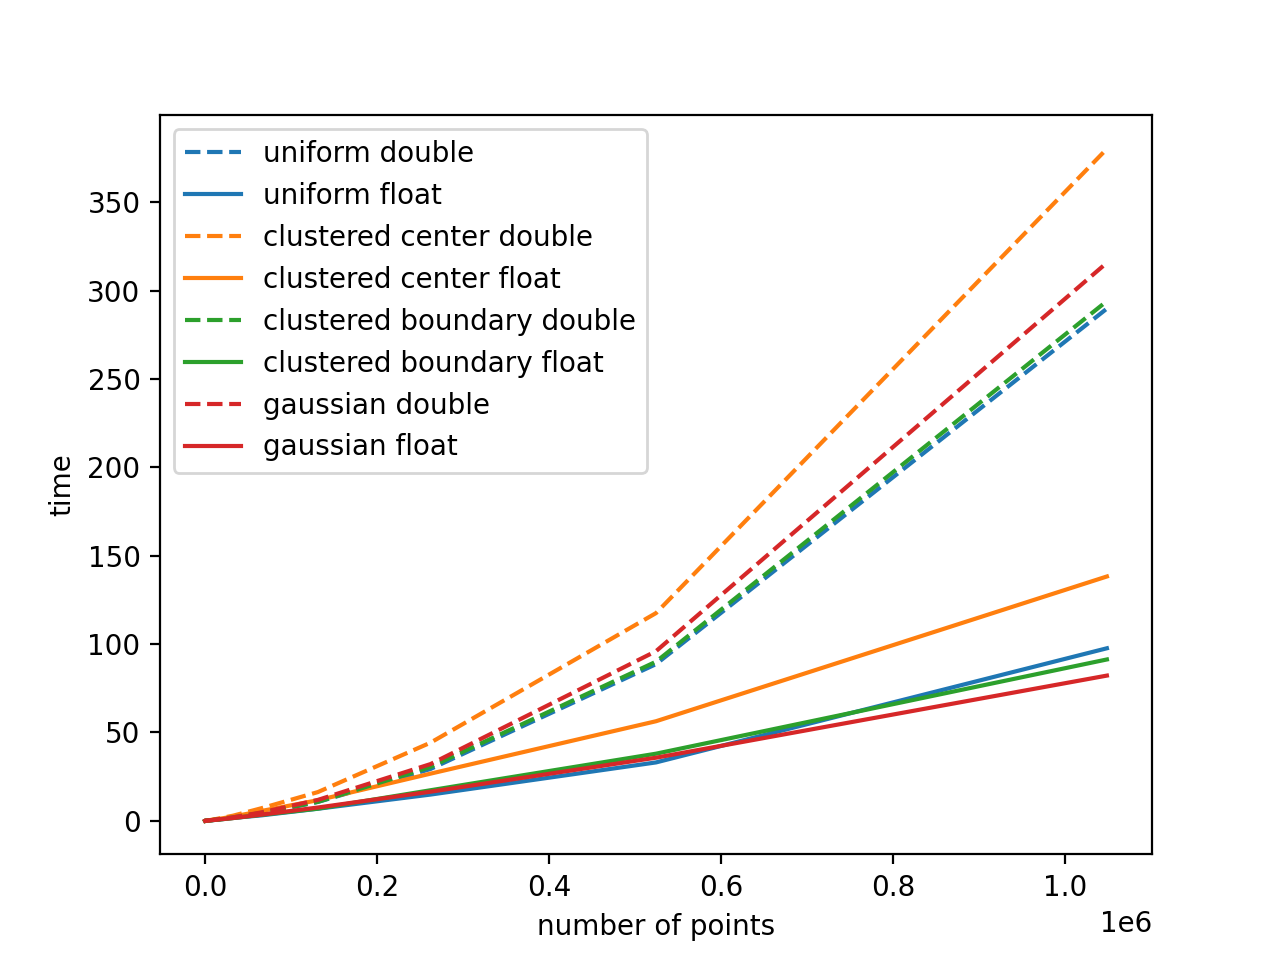 uniform double
uniform float
clustered center double
clustered center float
clustered boundary double
clustered boundary float
gaussian double
gaussian float
350
300
250
200
150
100
50
0
time
0.0 0.2 0.4 0.6 0.8 1.0
number of points
1e6